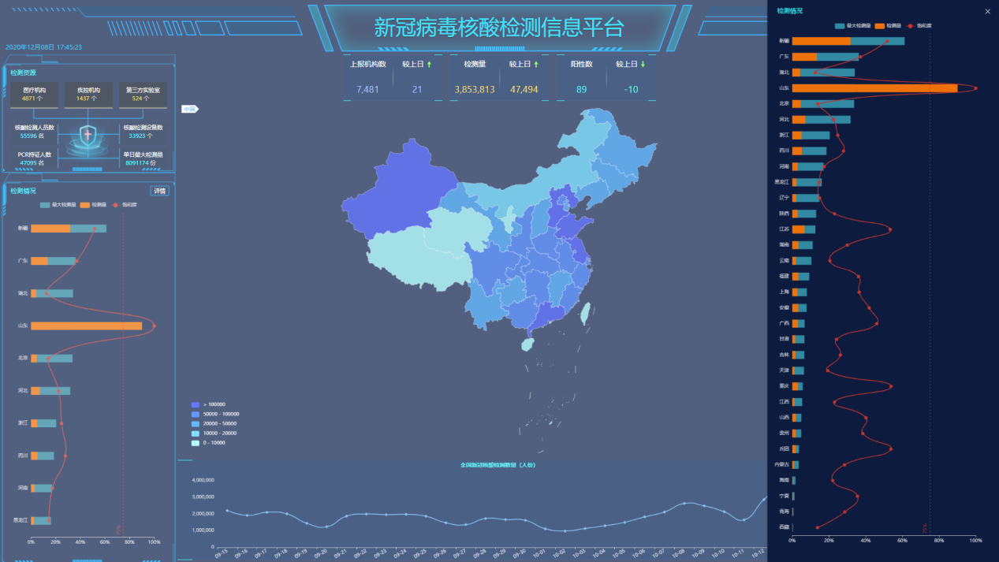 新冠病毒核酸检测信息平台
2020年12月08日 17:45:23
上报机构数 较上日
7,481 21
检测量 较上日
3,853,813 47,494
阳性数 较上日
89 -10
检测资源
医疗机构 疾控机构 第三方实验室
4871 个 1437 个 524 个
核酸检测人员数 核酸检测设备数
55596 名 33923 个
PCR持证人数 单日最大检测量
47095 名 8091174 份
检测情况 详情
最大检测量 检测量 饱和度
新疆
广东
湖北
山东
北京
河北
浙江
四川
河南
黑龙江
75%
0% 20% 40% 60% 80% 100%
中国
> 100000
50000 - 100000
20000 - 50000
10000 - 20000
0 - 10000
全国新冠核酸检测数量（人份）
4,000,000
3,000,000
2,000,000
1,000,000
0
09-15 09-16 09-17 09-18 09-19 09-20 09-21 09-22 09-23 09-24 09-25 09-26 09-27 09-28 09-29 09-30 10-01 10-02 10-03 10-04 10-05 10-06 10-07 10-08 10-09 10-10 10-11 10-12
检测情况
最大检测量 检测量 饱和度
新疆
广东
湖北
山东
北京
河北
浙江
四川
河南
黑龙江
辽宁
陕西
江苏
湖南
云南
福建
上海
安徽
广西
甘肃
吉林
天津
重庆
江西
山西
贵州
兵团
内蒙古
海南
宁夏
青海
西藏
75%
0% 20% 40% 60% 80% 100%